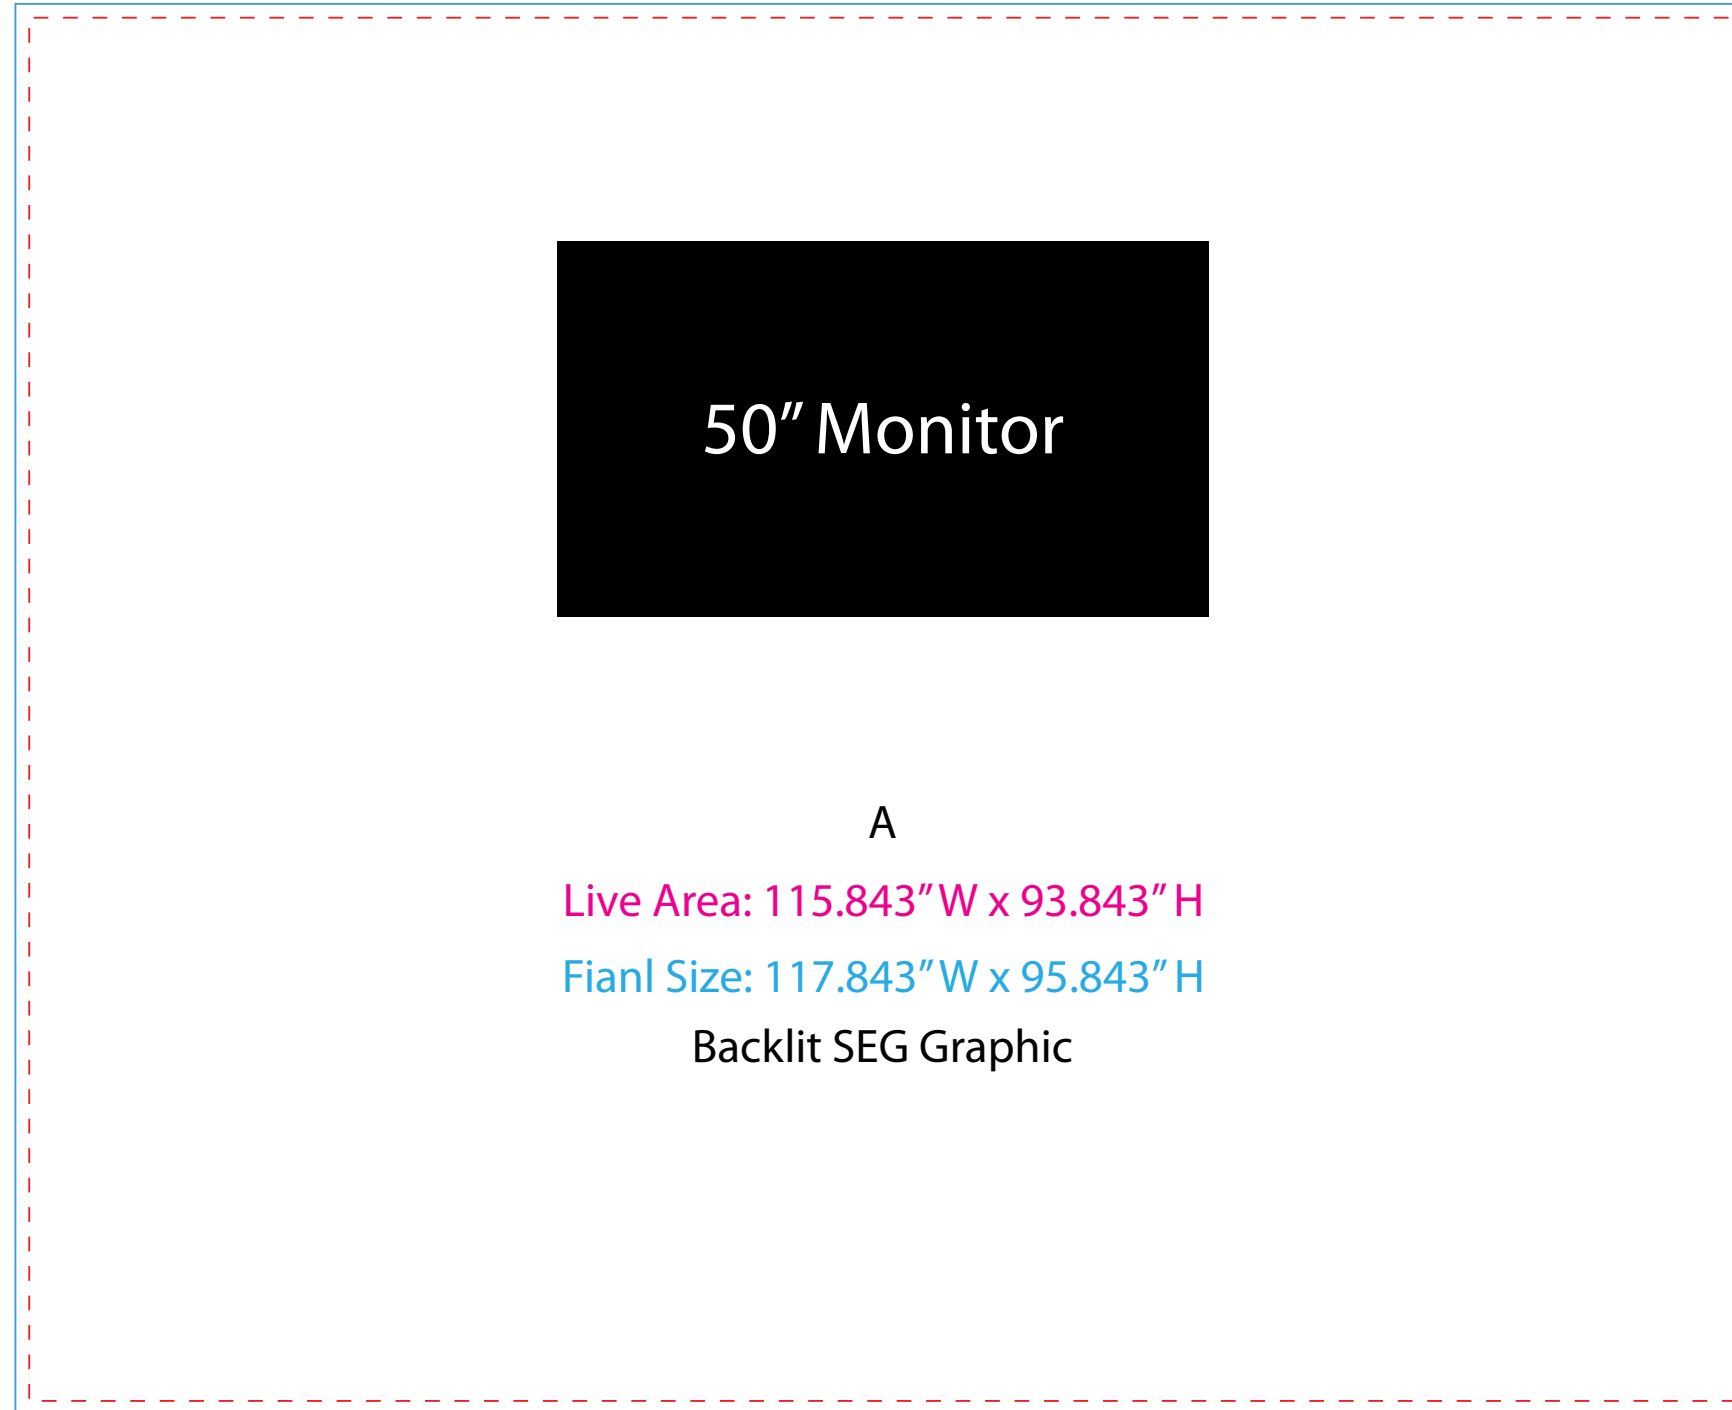 50” Monitor
A
Live Area: 115.843” W x 93.843” H
Fianl Size: 117.843” W x 95.843” H
Backlit SEG Graphic